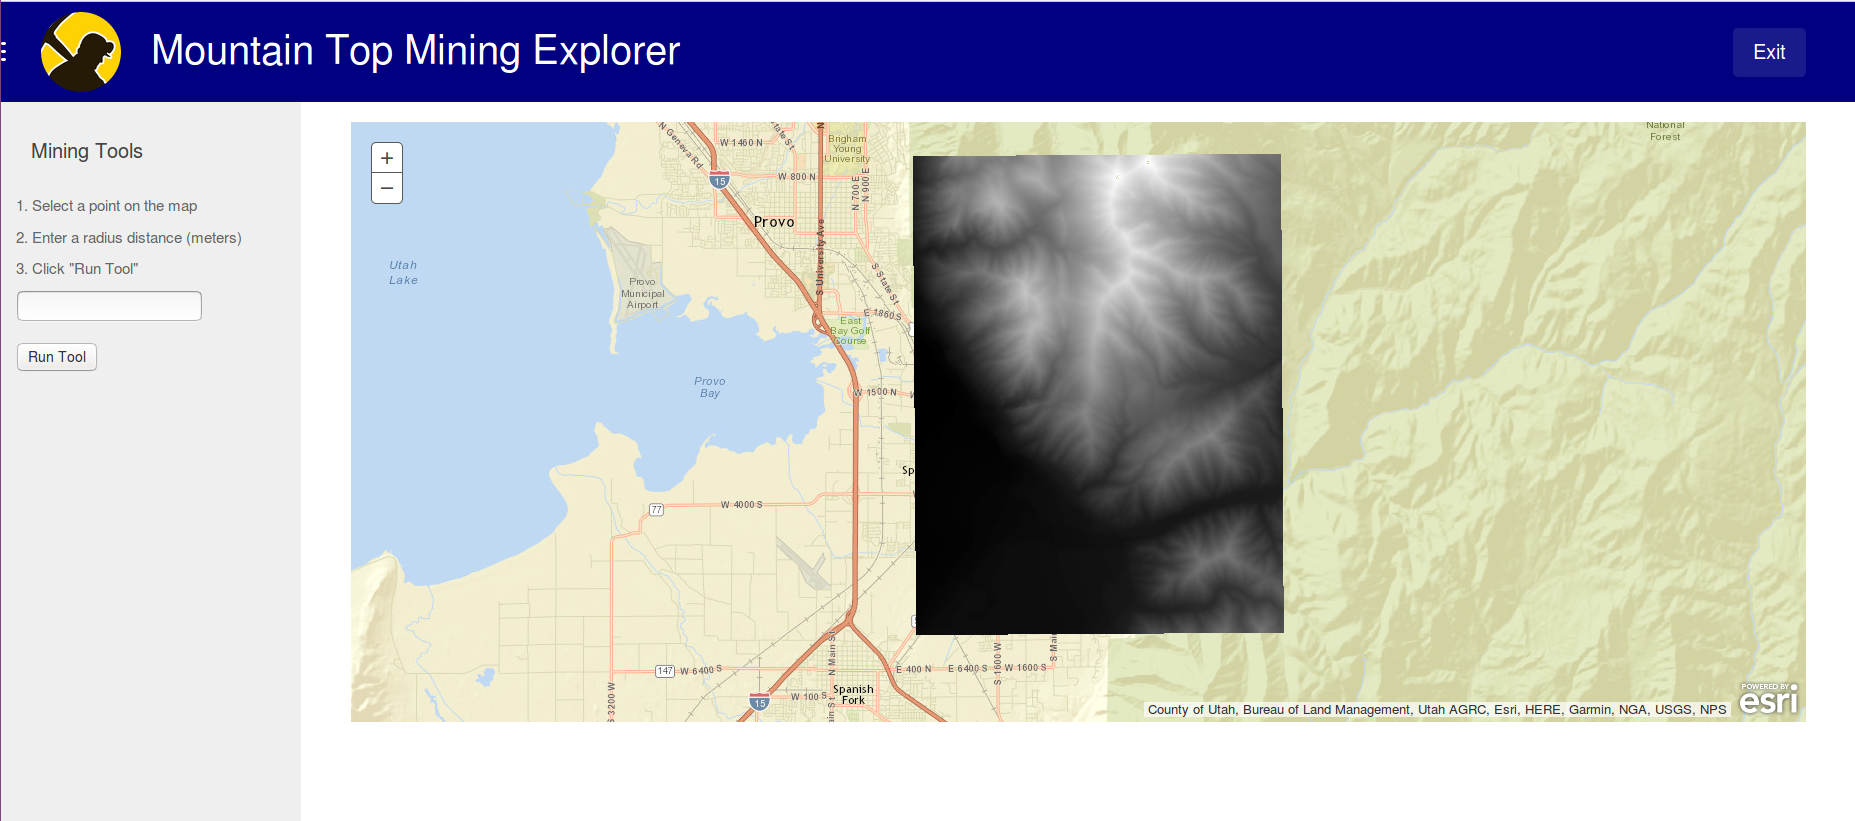 Mountain Top Mining Explorer
Exit
Mining Tools
1. Select a point on the map
2. Enter a radius distance (meters)
3. Click "Run Tool"
Run Tool
+
−
N Geneva Rd
State St
N
W 1460 N
Brigham
Young
University
National
Forest
15
W 800 N
N 700 E
N 900 E
Provo
S University Ave
S State St
Utah
Lake
Provo
Municipal
Airport
E 1860 S
East
Bay Golf
Course
Provo
Bay
W 1500 N
Sp
77
W 4000 S
147
W 6400 S
N Main St
E 400 N
E 6400 S
S 1600 W
W 1600 S
S Mai
S 3200 W
15
W 100 S
ain St
Spanish
Fork
County of Utah, Bureau of Land Management, Utah AGRC, Esri, HERE, Garmin, NGA, USGS, NPS
POWERED BY
esri